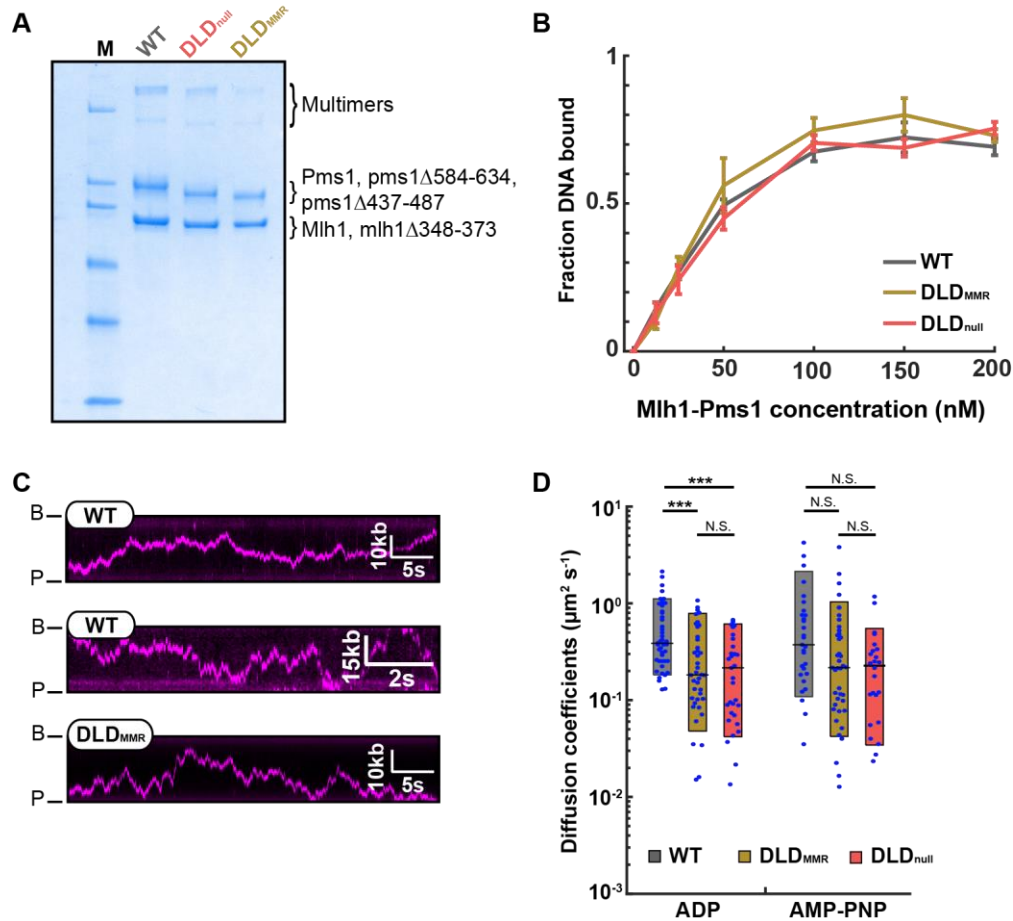 A
M
WT
DLDnull
DLDMMR
Multimers
Pms1, pms1Δ584-634,
pms1Δ437-487
Mlh1, mlh1Δ348-373
B
Fraction DNA bound
1
0.5
0
0
50
100
150
200
WT
DLDMMR
DLDnull
Mlh1-Pms1 concentration (nM)
C
B
WT
P
10kb
5s
B
WT
P
15kb
2s
B
DLDMMR
P
10kb
5s
D
Diffusion coefficients (µm² s⁻¹)
10¹
10⁰
10⁻¹
10⁻²
10⁻³
***
***
N.S.
N.S.
N.S.
N.S.
WT
DLDMMR
DLDnull
ADP
AMP-PNP